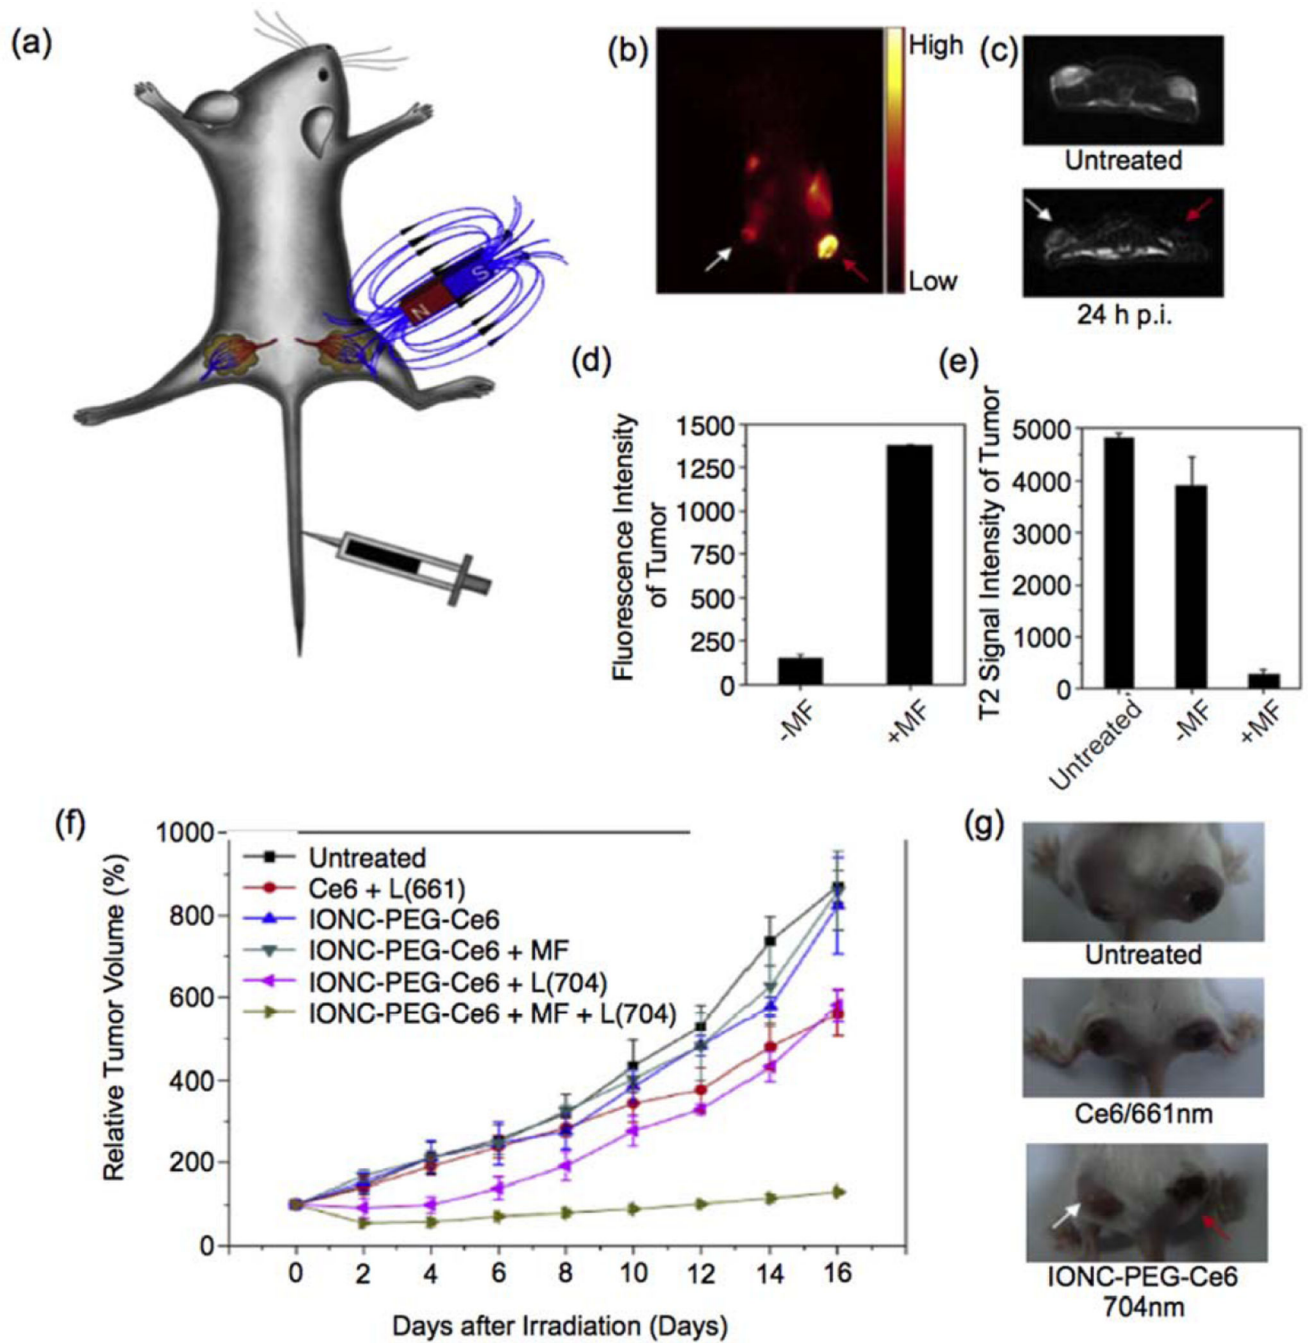 (a)
N
S
(b)
High
Low
(c)
Untreated
24 h p.i.
(d)
Fluorescence Intensity
of Tumor
1500
1250
1000
750
500
250
0
-MF
+MF
(e)
T2 Signal Intensity of Tumor
5000
4000
3000
2000
1000
0
Untreated
-MF
+MF
(f)
Relative Tumor Volume (%)
1000
800
600
400
200
0
Untreated
Ce6 + L(661)
IONC-PEG-Ce6
IONC-PEG-Ce6 + MF
IONC-PEG-Ce6 + L(704)
IONC-PEG-Ce6 + MF + L(704)
0 2 4 6 8 10 12 14 16
Days after Irradiation (Days)
(g)
Untreated
Ce6/661nm
IONC-PEG-Ce6
704nm